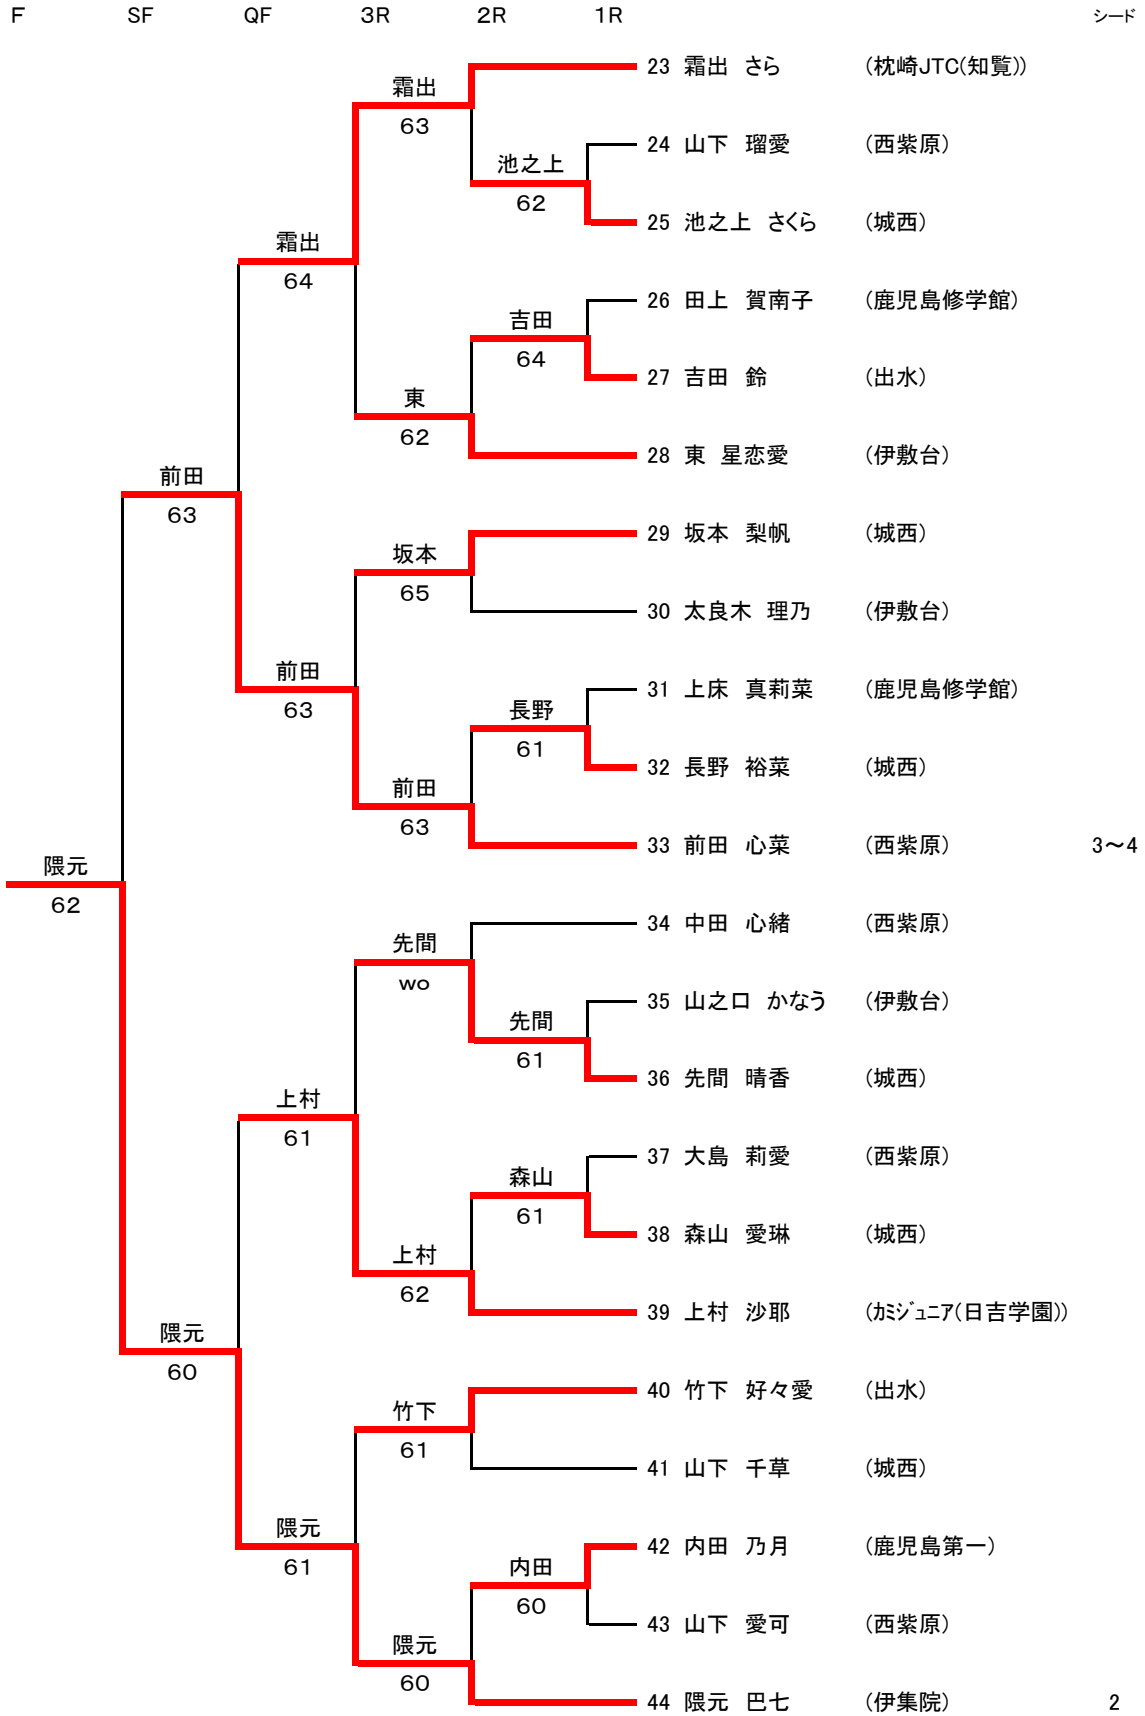 F SF QF 3R 2R 1R シード
23 霜出 さら (枕崎JTC(知覧))
霜出
63
24 山下 瑠愛 (西紫原)
池之上
62
25 池之上 さくら (城西)
霜出
64
26 田上 賀南子 (鹿児島修学館)
吉田
64
27 吉田 鈴 (出水)
東
62
28 東 星恋愛 (伊敷台)
前田
63
29 坂本 梨帆 (城西)
坂本
65
30 太良木 理乃 (伊敷台)
前田
63
31 上床 真莉菜 (鹿児島修学館)
長野
61
32 長野 裕菜 (城西)
前田
63
33 前田 心菜 (西紫原) 3～4
隈元
62
34 中田 心緒 (西紫原)
先間
wo
35 山之口 かなう (伊敷台)
先間
61
36 先間 晴香 (城西)
上村
61
37 大島 莉愛 (西紫原)
森山
61
38 森山 愛琳 (城西)
上村
62
39 上村 沙耶 (ｶﾐｼﾞｭﾆｱ(日吉学園))
隈元
60
40 竹下 好々愛 (出水)
竹下
61
41 山下 千草 (城西)
隈元
61
42 内田 乃月 (鹿児島第一)
内田
60
43 山下 愛可 (西紫原)
隈元
60
44 隈元 巴七 (伊集院) 2